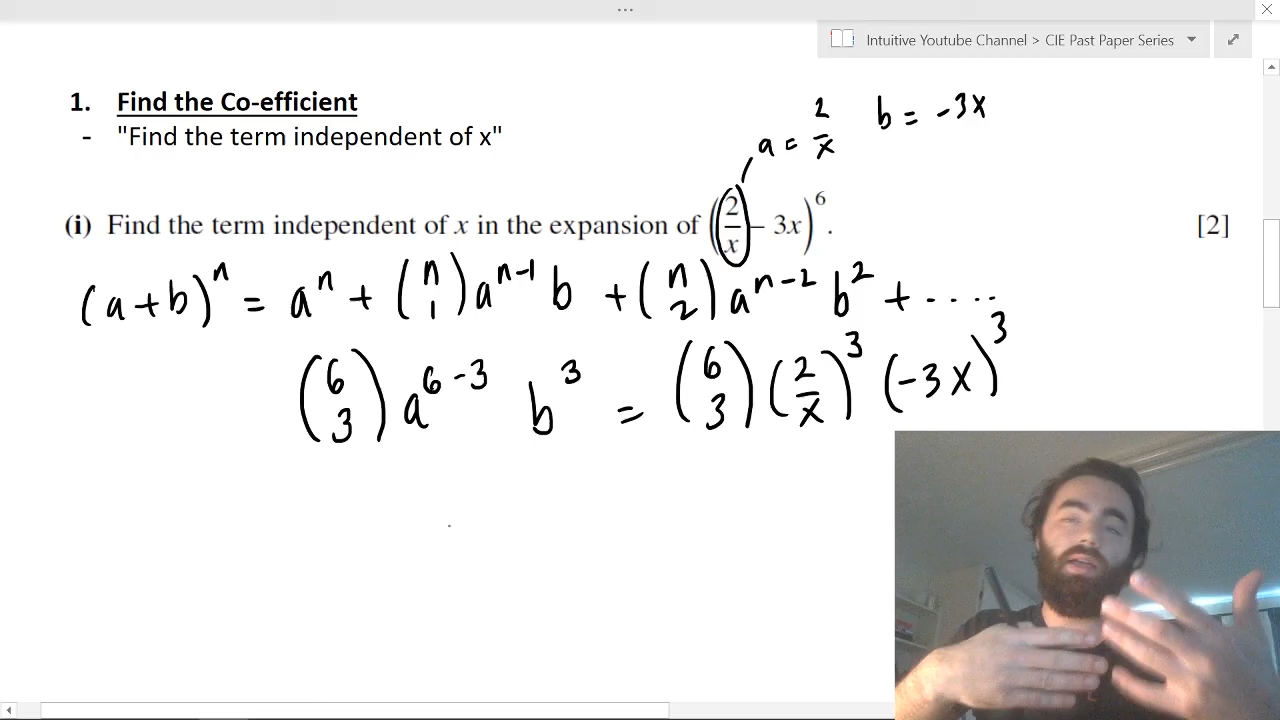 Intuitive Youtube Channel > CIE Past Paper Series
1. Find the Co-efficient
- "Find the term independent of x"
a = 2/x b = -3x
(i) Find the term independent of x in the expansion of (2/x - 3x)^6. [2]
(a+b)^n = a^n + (n 1) a^(n-1) b + (n 2) a^(n-2) b^2 + .....
(6 3) a^(6-3) b^3 = (6 3) (2/x)^3 (-3x)^3